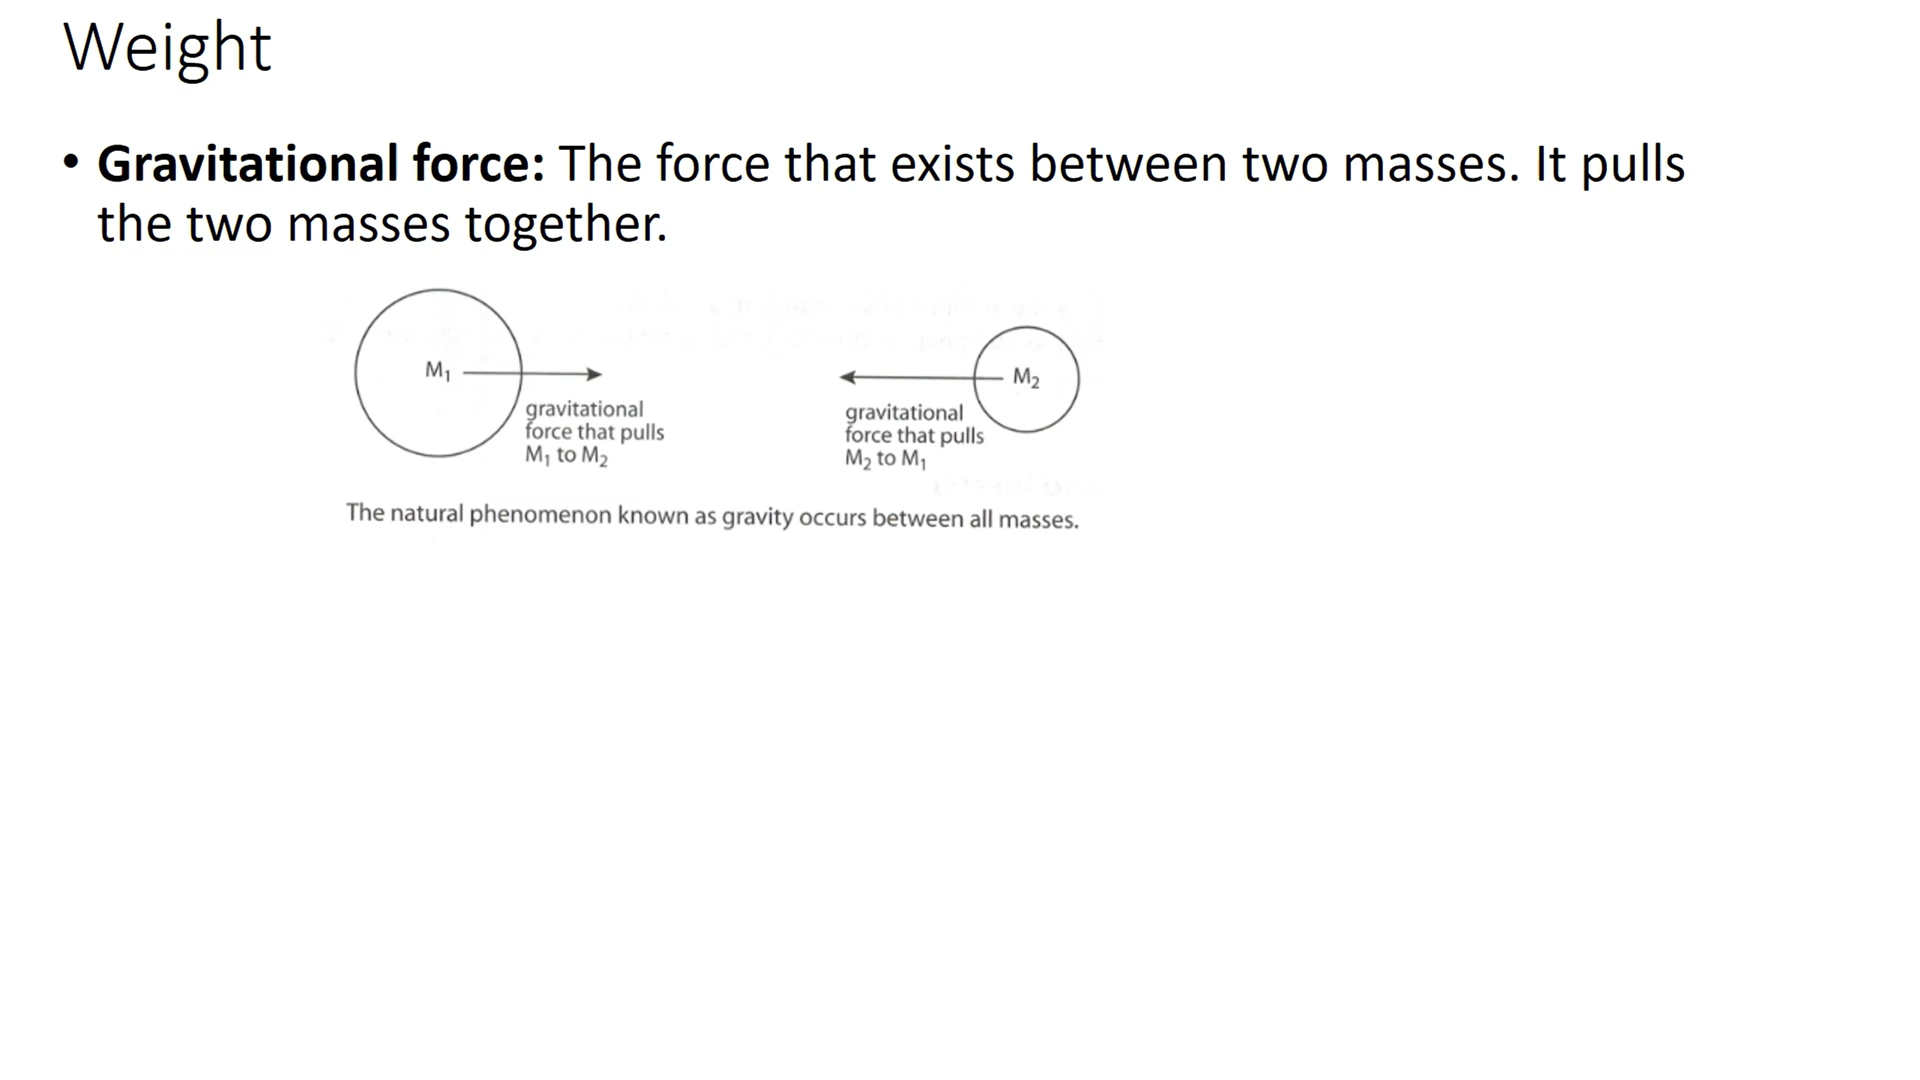 Weight
• Gravitational force: The force that exists between two masses. It pulls
the two masses together.
M₁
M₂
gravitational
force that pulls
M₁ to M₂
gravitational
force that pulls
M₂ to M₁
The natural phenomenon known as gravity occurs between all masses.